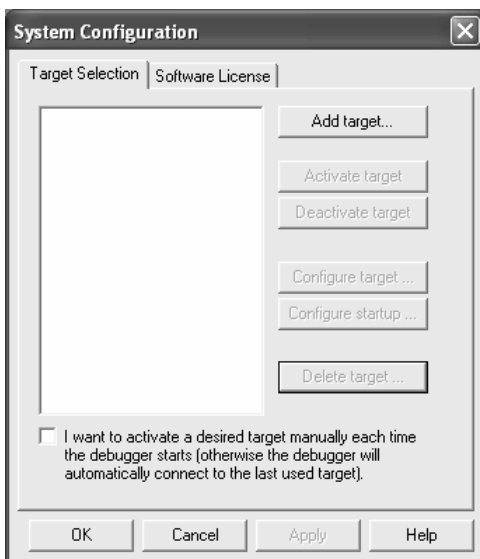 System Configuration
Target Selection
Software License
Add target...
Activate target
Deactivate target
Configure target ...
Configure startup ...
Delete target ...
I want to activate a desired target manually each time
the debugger starts (otherwise the debugger will
automatically connect to the last used target).
OK
Cancel
Apply
Help